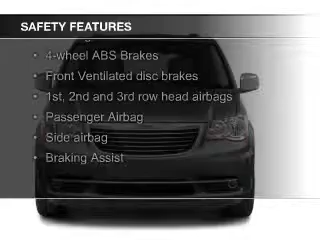 SAFETY FEATURES
• 4-wheel ABS Brakes
• Front Ventilated disc brakes
• 1st, 2nd and 3rd row head airbags
• Passenger Airbag
• Side airbag
• Braking Assist